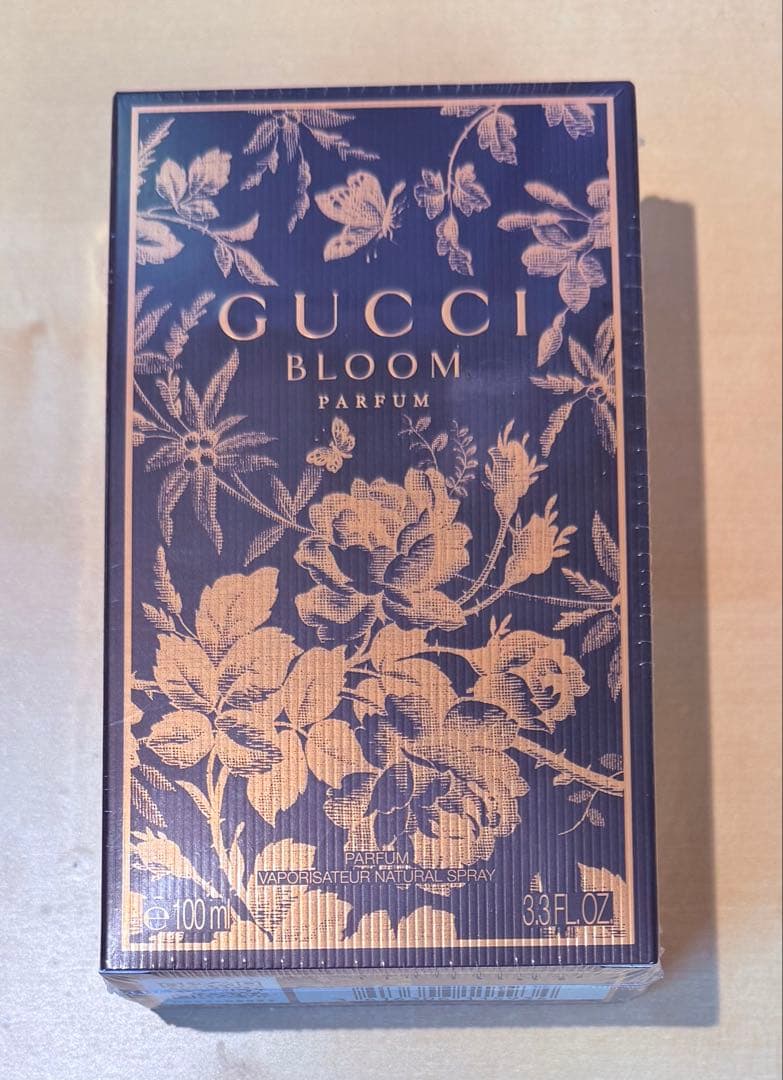 GUCCI
BLOOM
PARFUM
PARFUM
VAPORISATEUR NATURAL SPRAY
e 100 ml
3.3 FL.OZ.